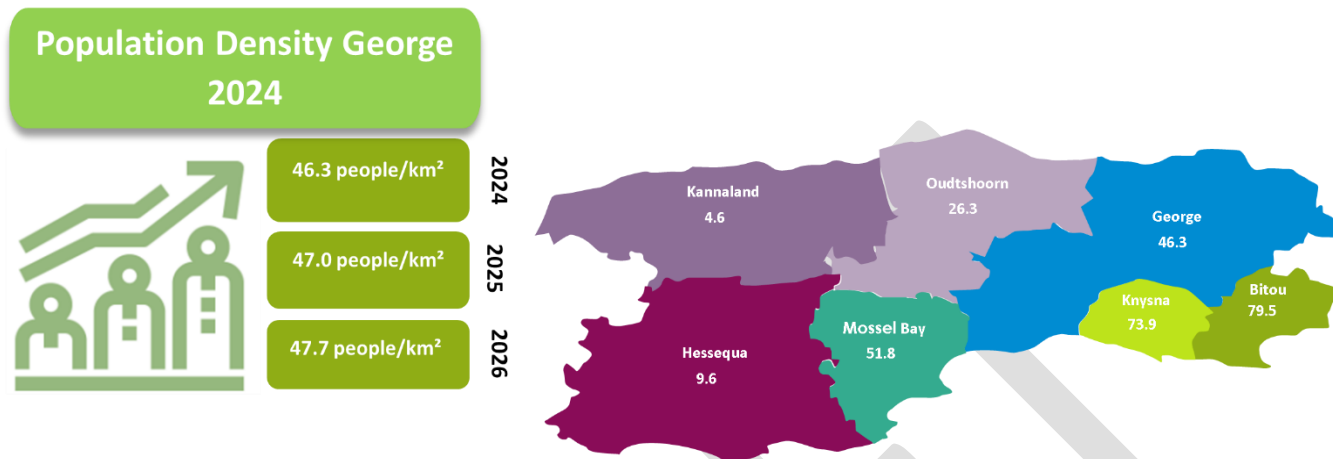 Population Density George
2024
46.3 people/km²
2024
47.0 people/km²
2025
47.7 people/km²
2026
Kannaland
4.6
Oudtshoorn
26.3
George
46.3
Knysna
73.9
Bitou
79.5
Mossel Bay
51.8
Hessequa
9.6